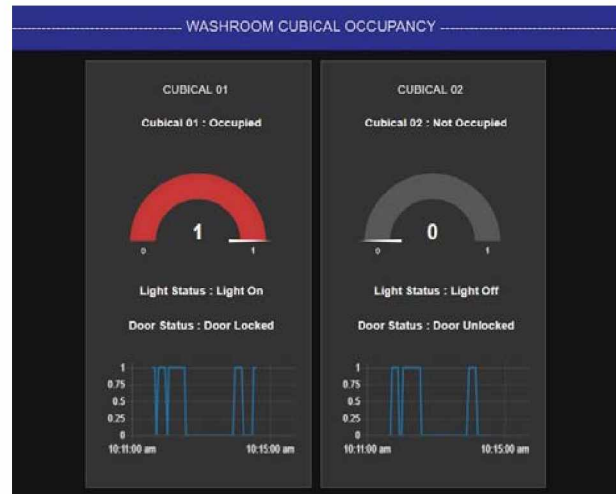 WASHROOM CUBICAL OCCUPANCY
CUBICAL 01
Cubical 01 : Occupied
1
0
1
Light Status : Light On
Door Status : Door Locked
1
0.75
0.5
0.25
0
10:11:00 am
10:15:00 am
CUBICAL 02
Cubical 02 : Not Occupied
0
0
1
Light Status : Light Off
Door Status : Door Unlocked
1
0.75
0.5
0.25
0
10:11:00 am
10:15:00 am